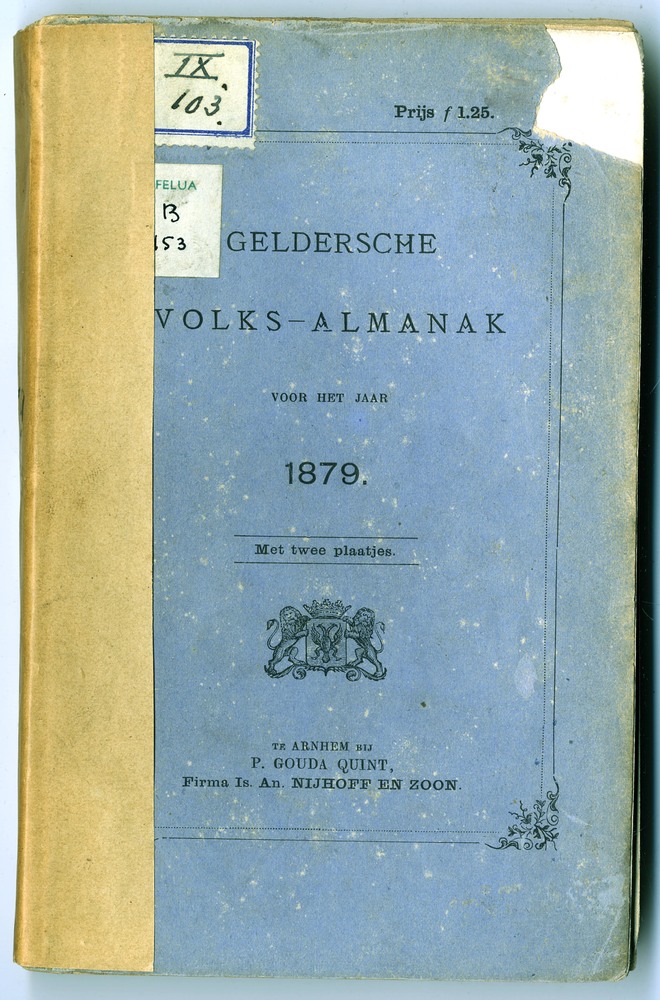 IX.
103.
Prijs ƒ 1.25.
FELUA
B
153
GELDERSCHE
VOLKS-ALMANAK
VOOR HET JAAR
1879.
Met twee plaatjes.
TE ARNHEM BIJ
P. GOUDA QUINT,
Firma Is. An. NIJHOFF EN ZOON.